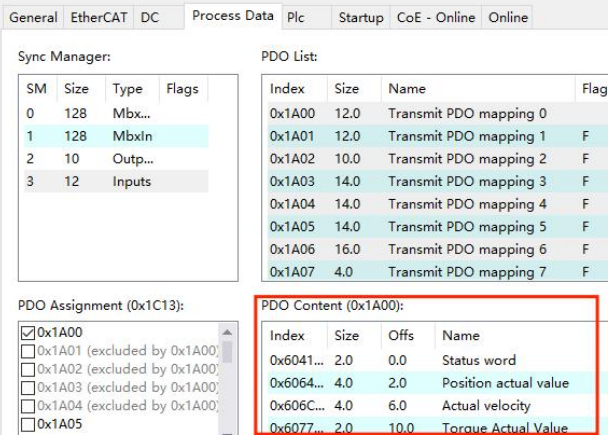 General EtherCAT DC Process Data Plc Startup CoE - Online Online
Sync Manager:
SM Size Type Flags
0 128 Mbx...
1 128 MbxIn
2 10 Outp...
3 12 Inputs
PDO List:
Index Size Name Flag
0x1A00 12.0 Transmit PDO mapping 0
0x1A01 12.0 Transmit PDO mapping 1 F
0x1A02 10.0 Transmit PDO mapping 2 F
0x1A03 14.0 Transmit PDO mapping 3 F
0x1A04 14.0 Transmit PDO mapping 4 F
0x1A05 14.0 Transmit PDO mapping 5 F
0x1A06 16.0 Transmit PDO mapping 6 F
0x1A07 4.0 Transmit PDO mapping 7 F
PDO Assignment (0x1C13):
0x1A00
0x1A01 (excluded by 0x1A00)
0x1A02 (excluded by 0x1A00)
0x1A03 (excluded by 0x1A00)
0x1A04 (excluded by 0x1A00)
0x1A05
PDO Content (0x1A00):
Index Size Offs Name
0x6041... 2.0 0.0 Status word
0x6064... 4.0 2.0 Position actual value
0x606C... 4.0 6.0 Actual velocity
0x6077... 2.0 10.0 Torque Actual Value